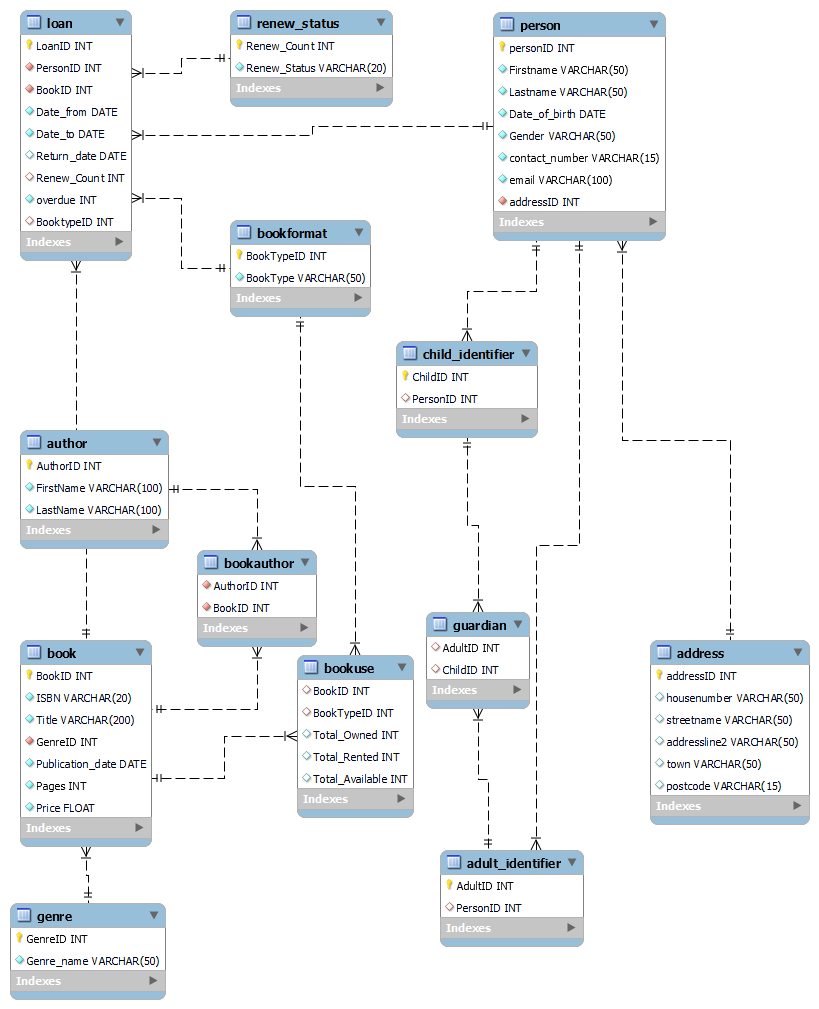 loan
LoanID INT
PersonID INT
BookID INT
Date_from DATE
Date_to DATE
Return_date DATE
Renew_Count INT
overdue INT
BooktypeID INT
Indexes
renew_status
Renew_Count INT
Renew_Status VARCHAR(20)
Indexes
person
personID INT
Firstname VARCHAR(50)
Lastname VARCHAR(50)
Date_of_birth DATE
Gender VARCHAR(50)
contact_number VARCHAR(15)
email VARCHAR(100)
addressID INT
Indexes
bookformat
BookTypeID INT
BookType VARCHAR(50)
Indexes
child_identifier
ChildID INT
PersonID INT
Indexes
author
AuthorID INT
FirstName VARCHAR(100)
LastName VARCHAR(100)
Indexes
bookauthor
AuthorID INT
BookID INT
Indexes
guardian
AdultID INT
ChildID INT
Indexes
book
BookID INT
ISBN VARCHAR(20)
Title VARCHAR(200)
GenreID INT
Publication_date DATE
Pages INT
Price FLOAT
Indexes
bookuse
BookID INT
BookTypeID INT
Total_Owned INT
Total_Rented INT
Total_Available INT
Indexes
address
addressID INT
housenumber VARCHAR(50)
streetname VARCHAR(50)
addressline2 VARCHAR(50)
town VARCHAR(50)
postcode VARCHAR(15)
Indexes
adult_identifier
AdultID INT
PersonID INT
Indexes
genre
GenreID INT
Genre_name VARCHAR(50)
Indexes